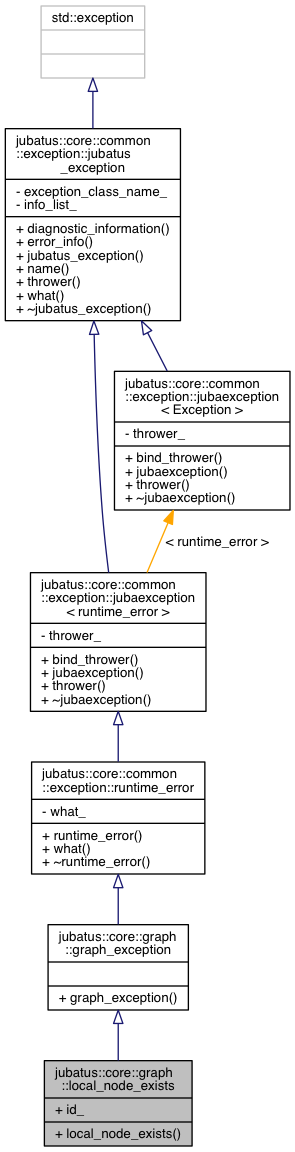 std::exception
jubatus::core::common
::exception::jubatus
_exception
- exception_class_name_
- info_list_
+ diagnostic_information()
+ error_info()
+ jubatus_exception()
+ name()
+ thrower()
+ what()
+ ~jubatus_exception()
jubatus::core::common
::exception::jubaexception
< Exception >
- thrower_
+ bind_thrower()
+ jubaexception()
+ thrower()
+ ~jubaexception()
< runtime_error >
jubatus::core::common
::exception::jubaexception
< runtime_error >
- thrower_
+ bind_thrower()
+ jubaexception()
+ thrower()
+ ~jubaexception()
jubatus::core::common
::exception::runtime_error
- what_
+ runtime_error()
+ what()
+ ~runtime_error()
jubatus::core::graph
::graph_exception
+ graph_exception()
jubatus::core::graph
::local_node_exists
+ id_
+ local_node_exists()